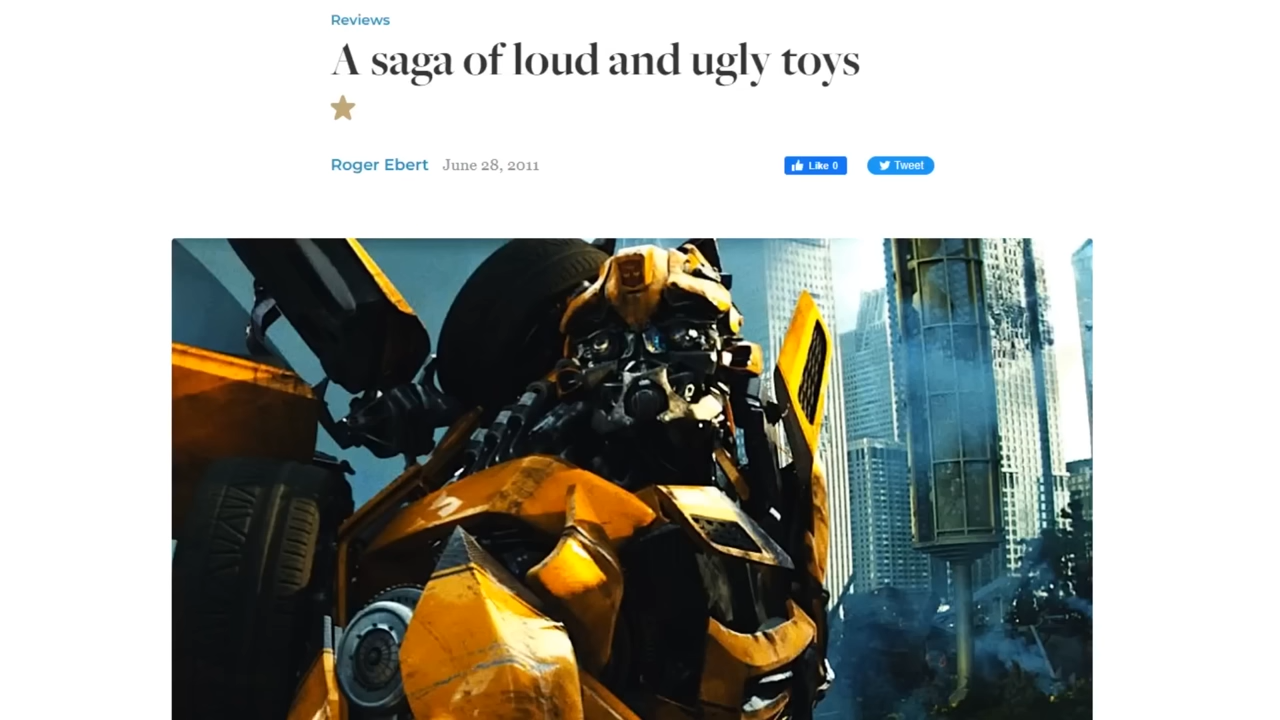 Reviews
A saga of loud and ugly toys
Roger Ebert June 28, 2011
Like 0 Tweet